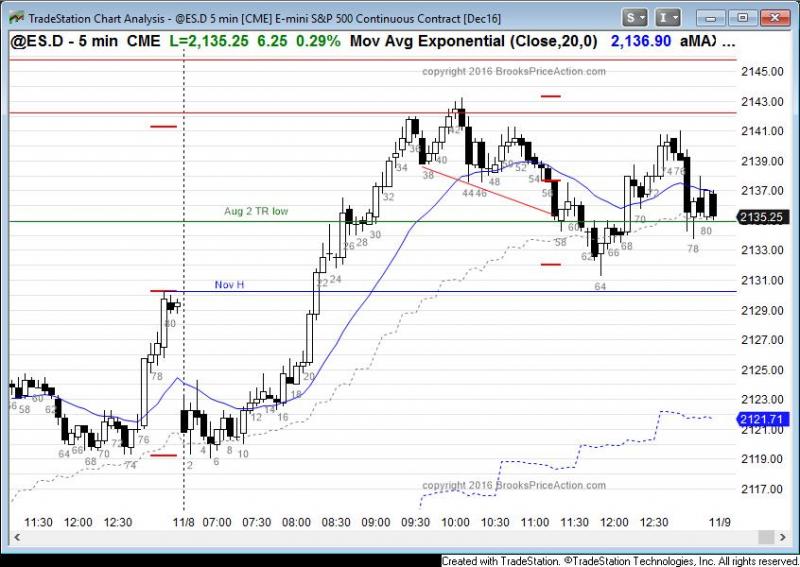 TradeStation Chart Analysis - @ES.D 5 min [CME] E-mini S&P 500 Continuous Contract [Dec16]
S I
@ES.D - 5 min CME L=2,135.25 6.25 0.29% Mov Avg Exponential (Close,20,0) 2,136.90 aMAX ...
copyright 2016 BrooksPriceAction.com
2145.00
2143.00
2141.00
2139.00
2137.00
2135.25
2133.00
2131.00
2129.00
2127.00
2125.00
2123.00
2121.71
2121.00
2119.00
2117.00
Aug 2 TR low
Nov H
56 58 60 62 64 66 68 70 72 74 76 78 80
2 4 6 8 10 12 14 16 18 20 22 24 26 28 30 32 34 36 38 40 42 44 46 48 50 52 54 56 58 60 62 64 66 68 70 72 74 76 78 80
copyright 2016 BrooksPriceAction.com
11:30 12:00 12:30 11/8 07:00 07:30 08:00 08:30 09:00 09:30 10:00 10:30 11:00 11:30 12:00 12:30 11/9
Created with TradeStation. ©TradeStation Technologies, Inc. All rights reserved.